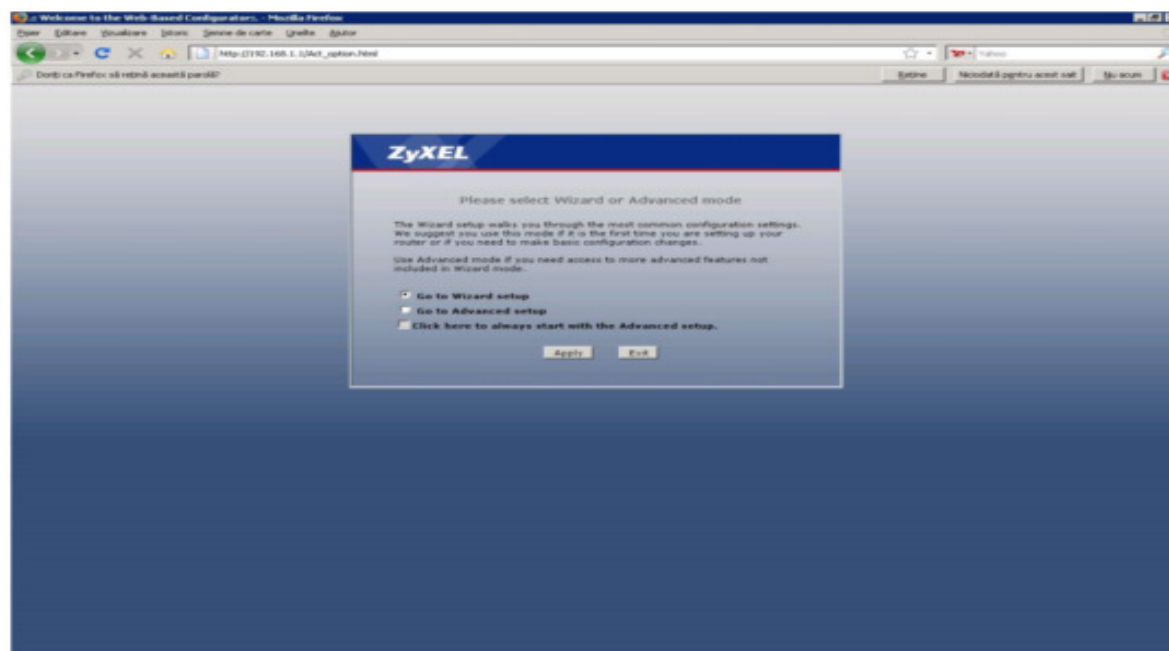 .: Welcome to the Web-Based Configurator:. - Mozilla Firefox
Fișier Editare Vizualizare Istoric Semne de carte Unelte Ajutor
http://192.168.1.1/Act_option.html
Yahoo
Doriți ca Firefox să rețină această parolă?
Reține Niciodată pentru acest sait Nu acum
ZyXEL
Please select Wizard or Advanced mode
The Wizard setup walks you through the most common configuration settings.
We suggest you use this mode if it is the first time you are setting up your
router or if you need to make basic configuration changes.
Use Advanced mode if you need access to more advanced features not
included in Wizard mode.
Go to Wizard setup
Go to Advanced setup
Click here to always start with the Advanced setup.
Apply Exit